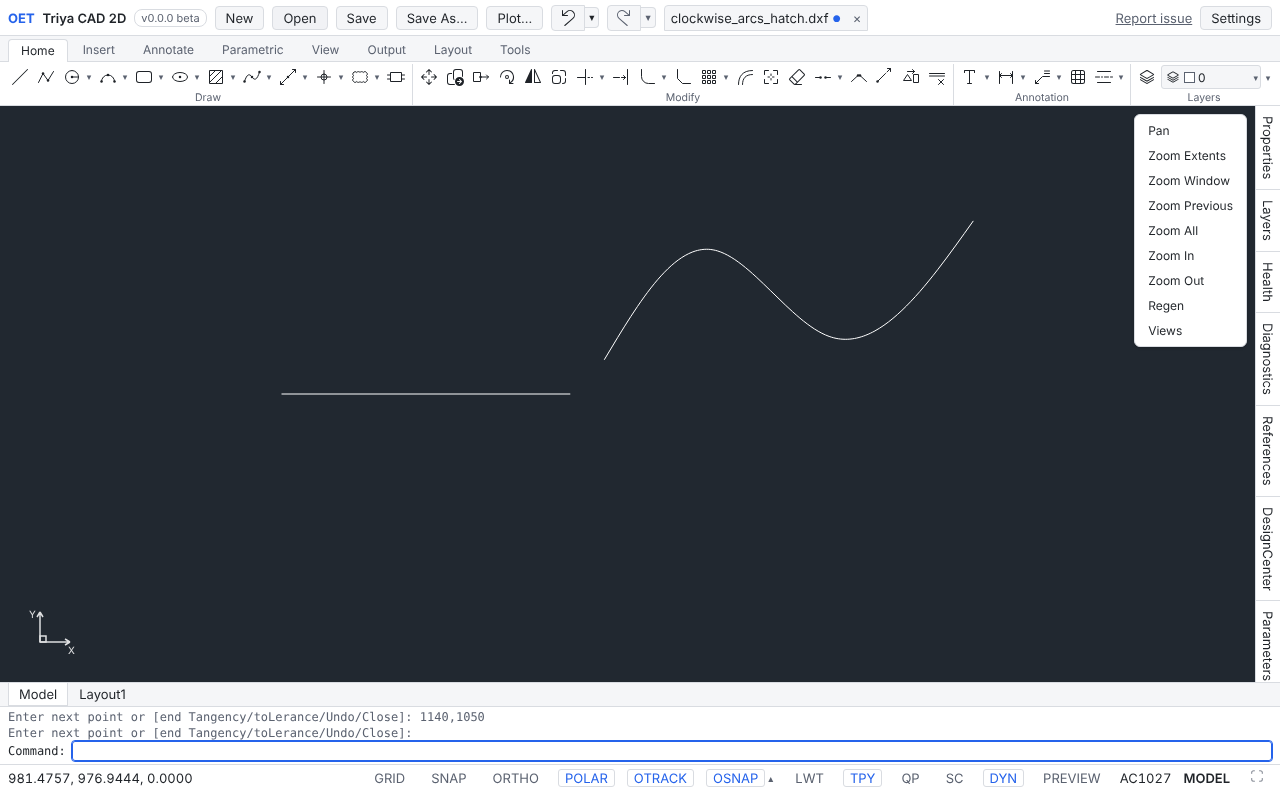 OET Triya CAD 2D v0.0.0 beta New Open Save Save As... Plot... clockwise_arcs_hatch.dxf × Report issue Settings
Home Insert Annotate Parametric View Output Layout Tools
0
Draw Modify Annotation Layers
Pan
Zoom Extents
Zoom Window
Zoom Previous
Zoom All
Zoom In
Zoom Out
Regen
Views
Properties
Layers
Health
Diagnostics
References
DesignCenter
Parameters
Y
X
Model Layout1
Enter next point or [end Tangency/toLerance/Undo/Close]: 1140,1050
Enter next point or [end Tangency/toLerance/Undo/Close]:
Command:
981.4757, 976.9444, 0.0000 GRID SNAP ORTHO POLAR OTRACK OSNAP LWT TPY QP SC DYN PREVIEW AC1027 MODEL